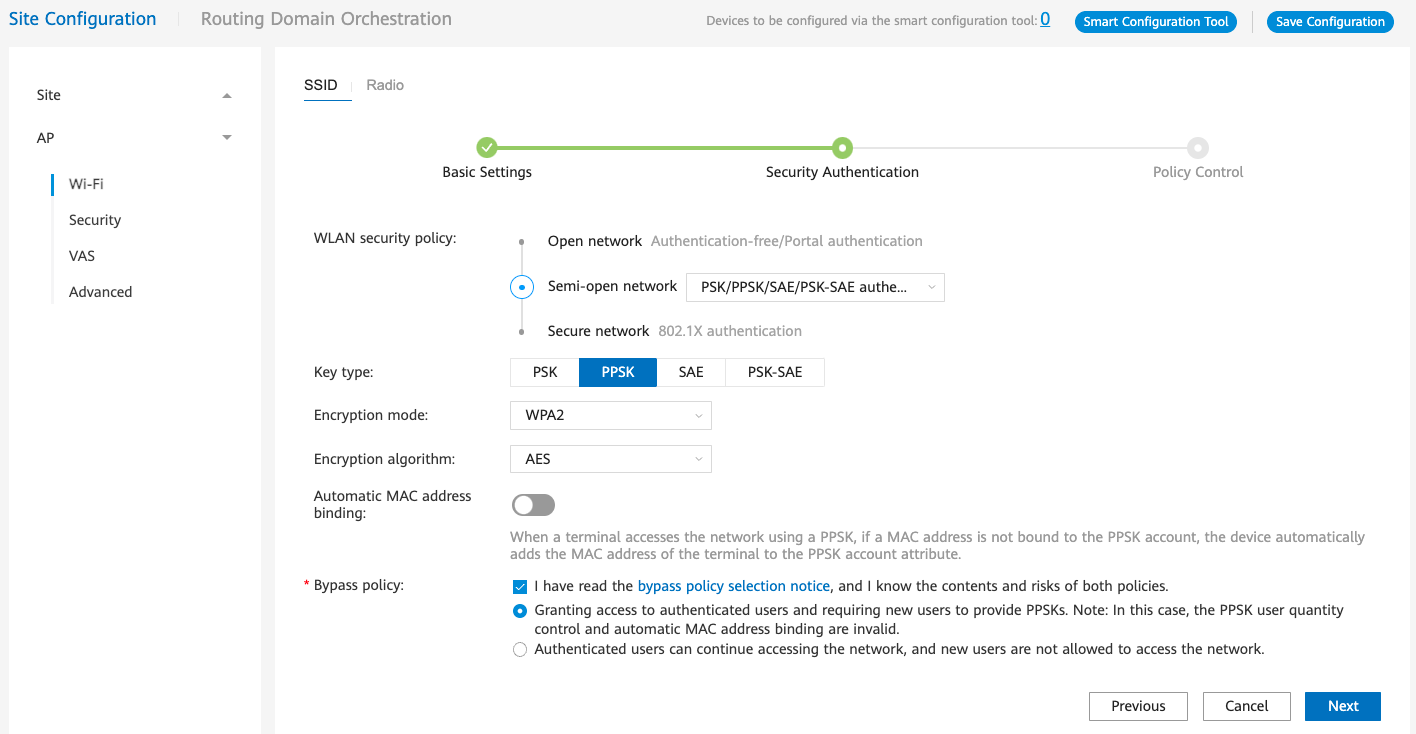 Site Configuration
Routing Domain Orchestration
Devices to be configured via the smart configuration tool: 0
Smart Configuration Tool
Save Configuration
Site
AP
Wi-Fi
Security
VAS
Advanced
SSID
Radio
Basic Settings
Security Authentication
Policy Control
WLAN security policy:
Open network Authentication-free/Portal authentication
Semi-open network PSK/PPSK/SAE/PSK-SAE authe...
Secure network 802.1X authentication
Key type:
PSK PPSK SAE PSK-SAE
Encryption mode:
WPA2
Encryption algorithm:
AES
Automatic MAC address
binding:
When a terminal accesses the network using a PPSK, if a MAC address is not bound to the PPSK account, the device automatically
adds the MAC address of the terminal to the PPSK account attribute.
* Bypass policy:
I have read the bypass policy selection notice, and I know the contents and risks of both policies.
Granting access to authenticated users and requiring new users to provide PPSKs. Note: In this case, the PPSK user quantity
control and automatic MAC address binding are invalid.
Authenticated users can continue accessing the network, and new users are not allowed to access the network.
Previous
Cancel
Next